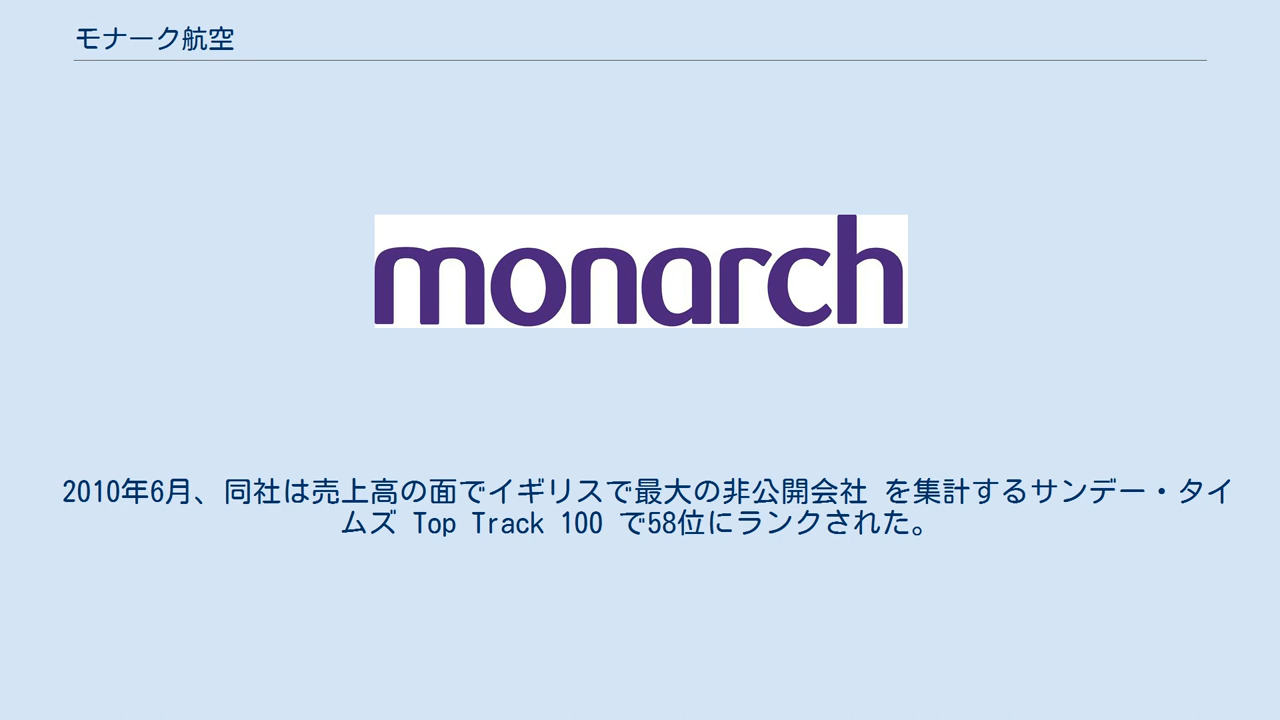 モナーク航空
monarch
2010年6月、同社は売上高の面でイギリスで最大の非公開会社 を集計するサンデー・タイ
ムズ Top Track 100 で58位にランクされた。